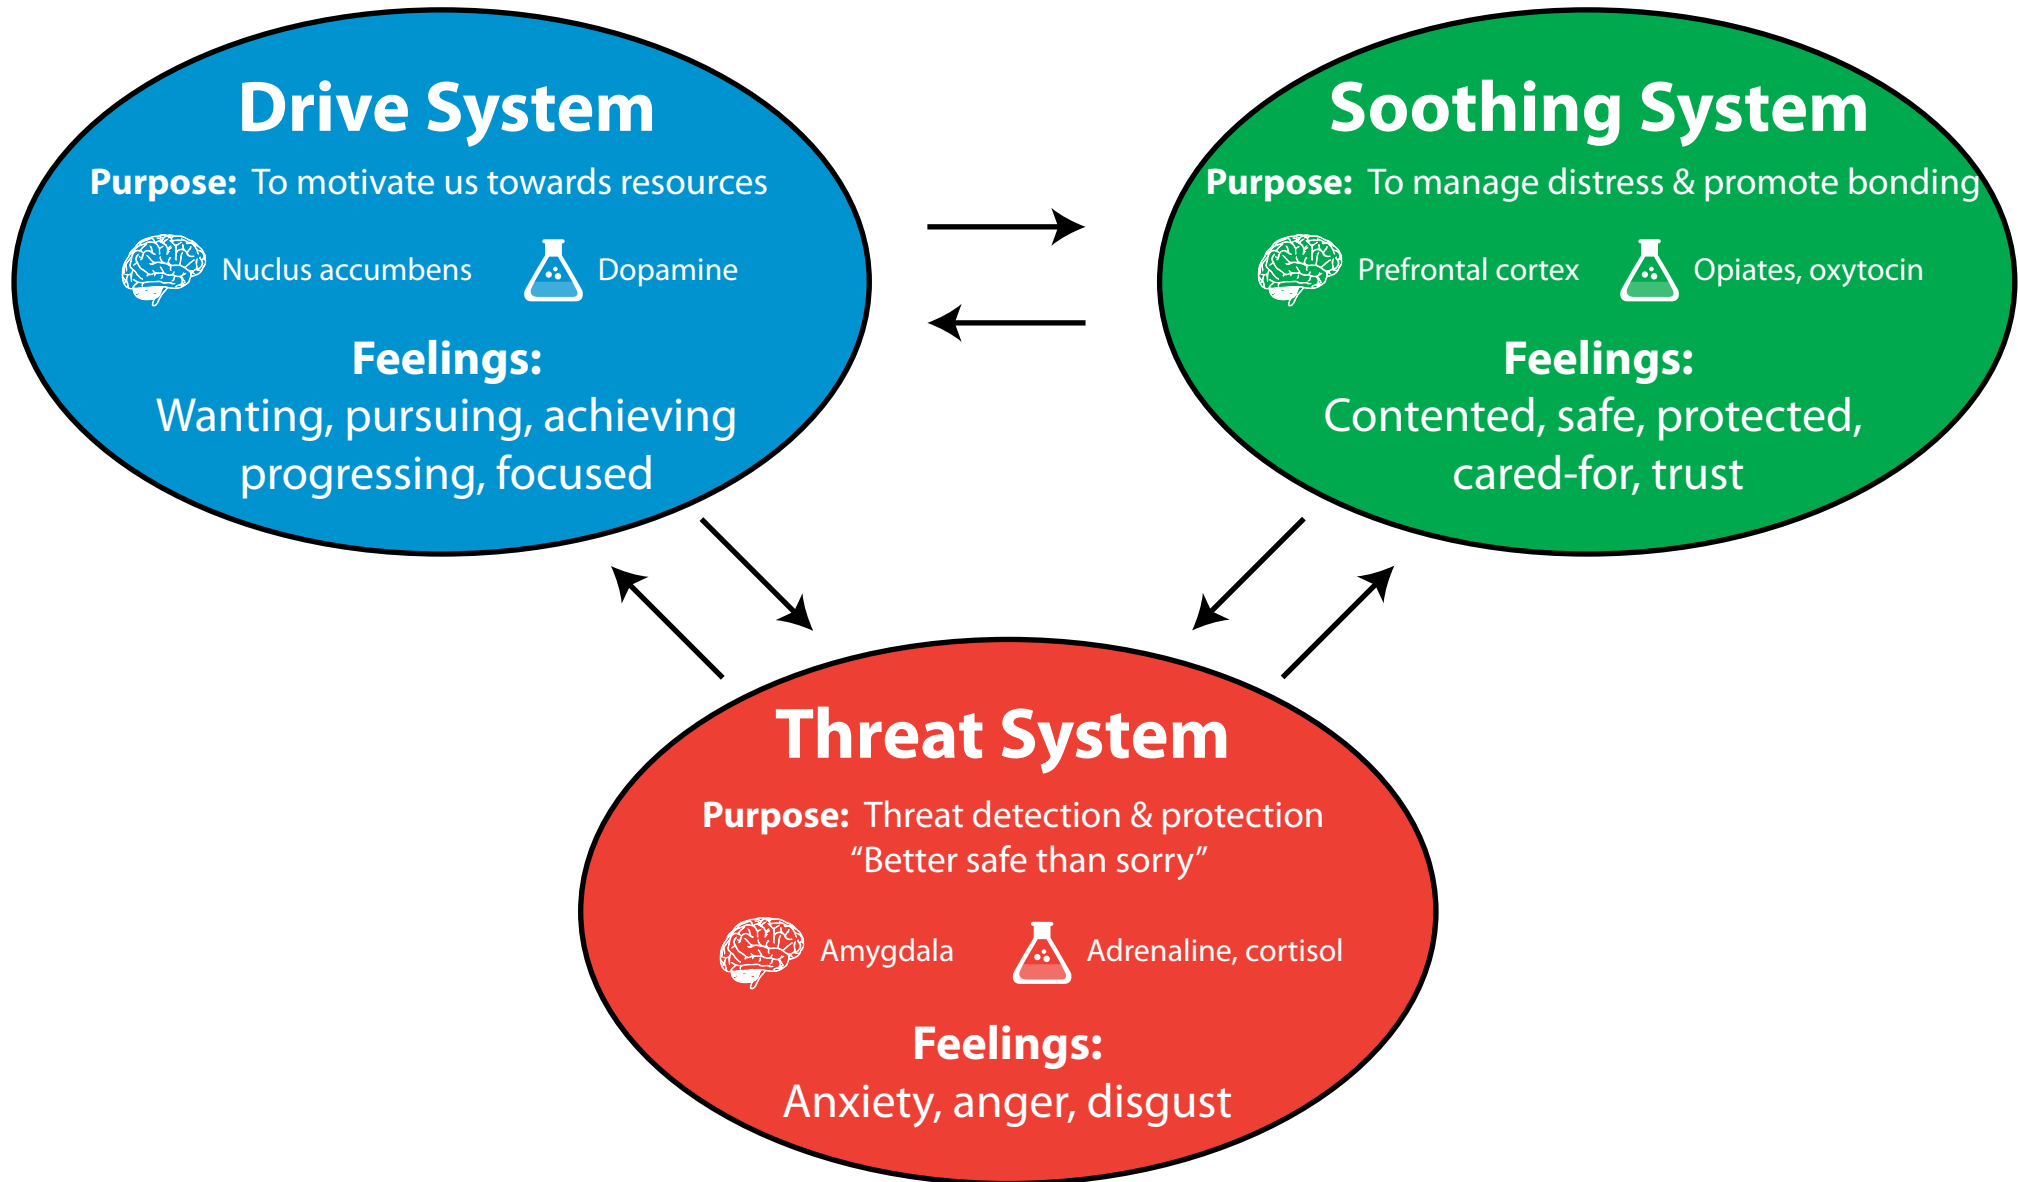 Drive System
Purpose: To motivate us towards resources
Nuclus accumbens
Dopamine
Feelings:
Wanting, pursuing, achieving
progressing, focused
Soothing System
Purpose: To manage distress & promote bonding
Prefrontal cortex
Opiates, oxytocin
Feelings:
Contented, safe, protected,
cared-for, trust
Threat System
Purpose: Threat detection & protection
“Better safe than sorry”
Amygdala
Adrenaline, cortisol
Feelings:
Anxiety, anger, disgust